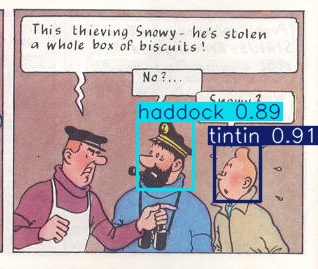 This thieving Snowy - he's stolen
a whole box of biscuits!
No?...
Snowy?
haddock 0.89
tintin 0.91